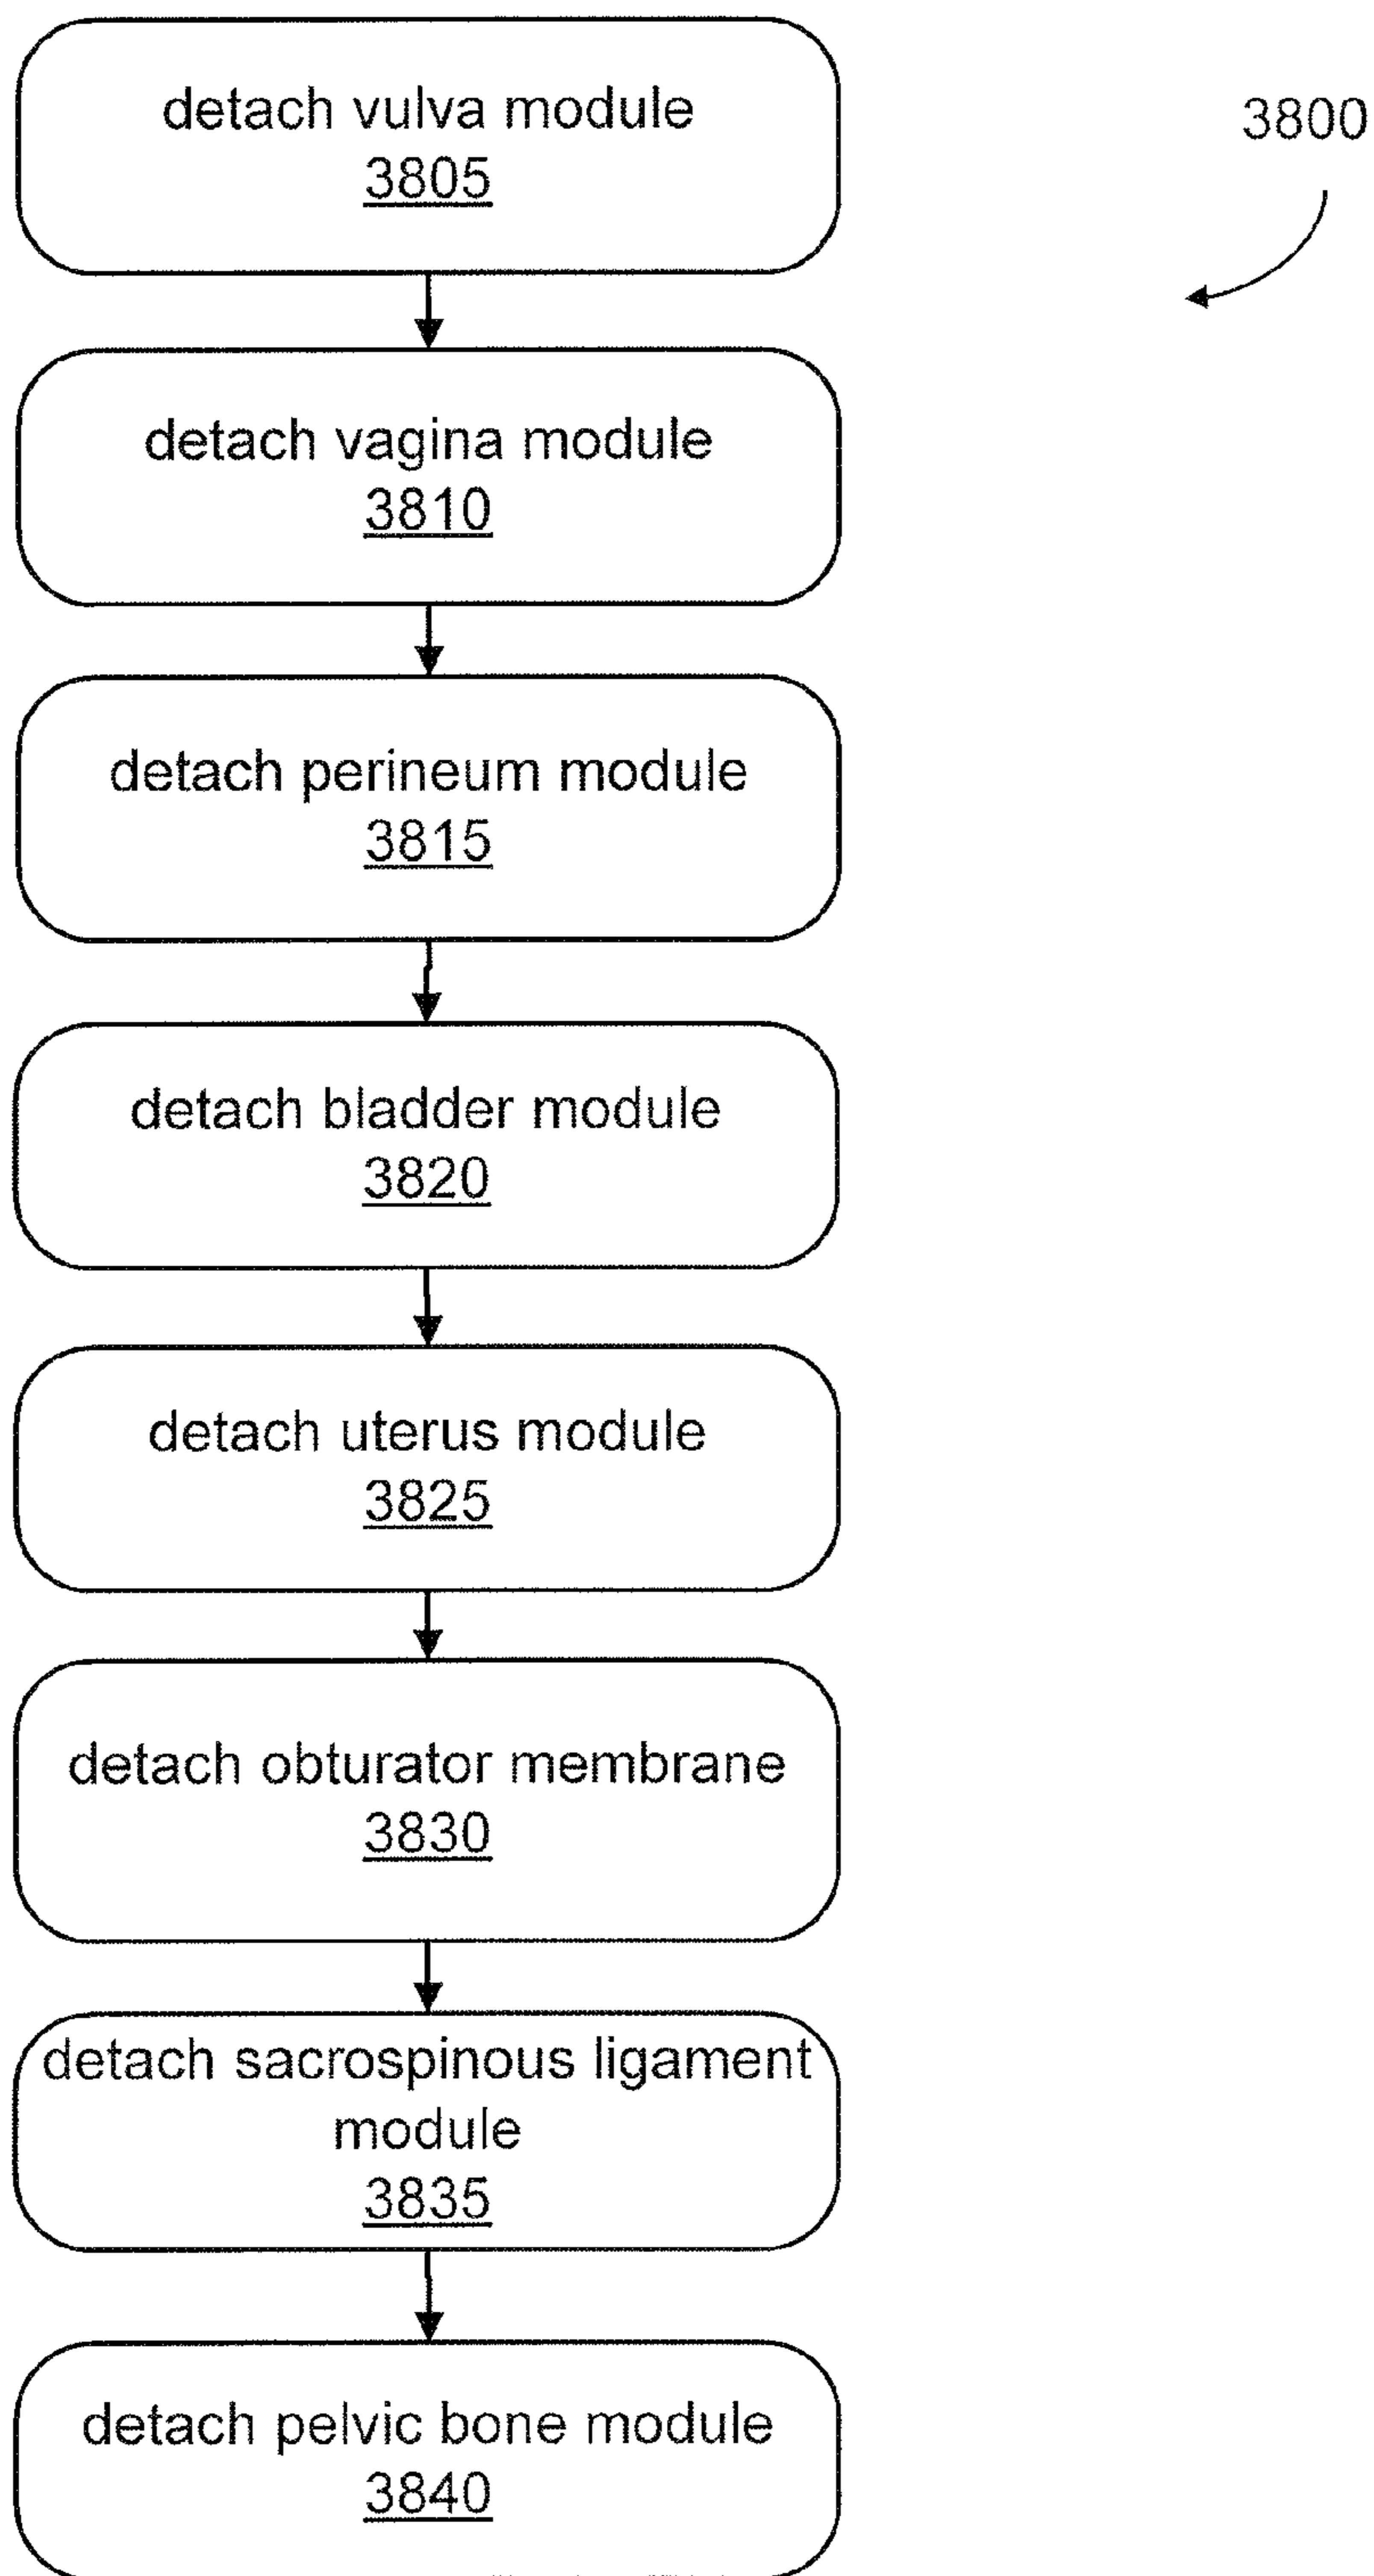 detach vulva module
3805
3800
detach vagina module
3810
detach perineum module
3815
detach bladder module
3820
detach uterus module
3825
detach obturator membrane
3830
detach sacrospinous ligament
module
3835
detach pelvic bone module
3840